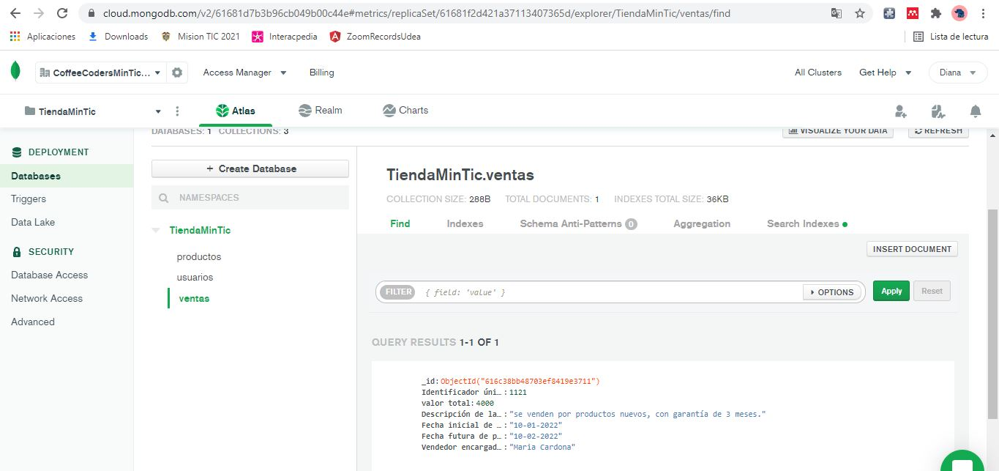 cloud.mongodb.com/v2/61681d7b3b96cb049b00c44e#metrics/replicaSet/61681f2d421a37113407365d/explorer/TiendaMinTic/ventas/find
Aplicaciones Downloads Mision TIC 2021 Interacpedia ZoomRecordsUdea Lista de lectura
CoffeeCodersMinTic... Access Manager Billing All Clusters Get Help Diana
TiendaMinTic Atlas Realm Charts
DATABASES: 1 COLLECTIONS: 3 VISUALIZE YOUR DATA REFRESH
DEPLOYMENT
Databases
Triggers
Data Lake
SECURITY
Database Access
Network Access
Advanced
+ Create Database
NAMESPACES
TiendaMinTic
productos
usuarios
ventas
TiendaMinTic.ventas
COLLECTION SIZE: 288B TOTAL DOCUMENTS: 1 INDEXES TOTAL SIZE: 36KB
Find Indexes Schema Anti-Patterns 0 Aggregation Search Indexes
INSERT DOCUMENT
FILTER { field: 'value' } OPTIONS Apply Reset
QUERY RESULTS 1-1 OF 1
_id: ObjectId("616c38bb48703ef8419e3711")
Identificador úni… : 1121
valor total: 4000
Descripción de la… : "se venden por productos nuevos, con garantía de 3 meses."
Fecha inicial de … : "10-01-2022"
Fecha futura de p… : "10-02-2022"
Vendedor encargad… : "Maria Cardona"